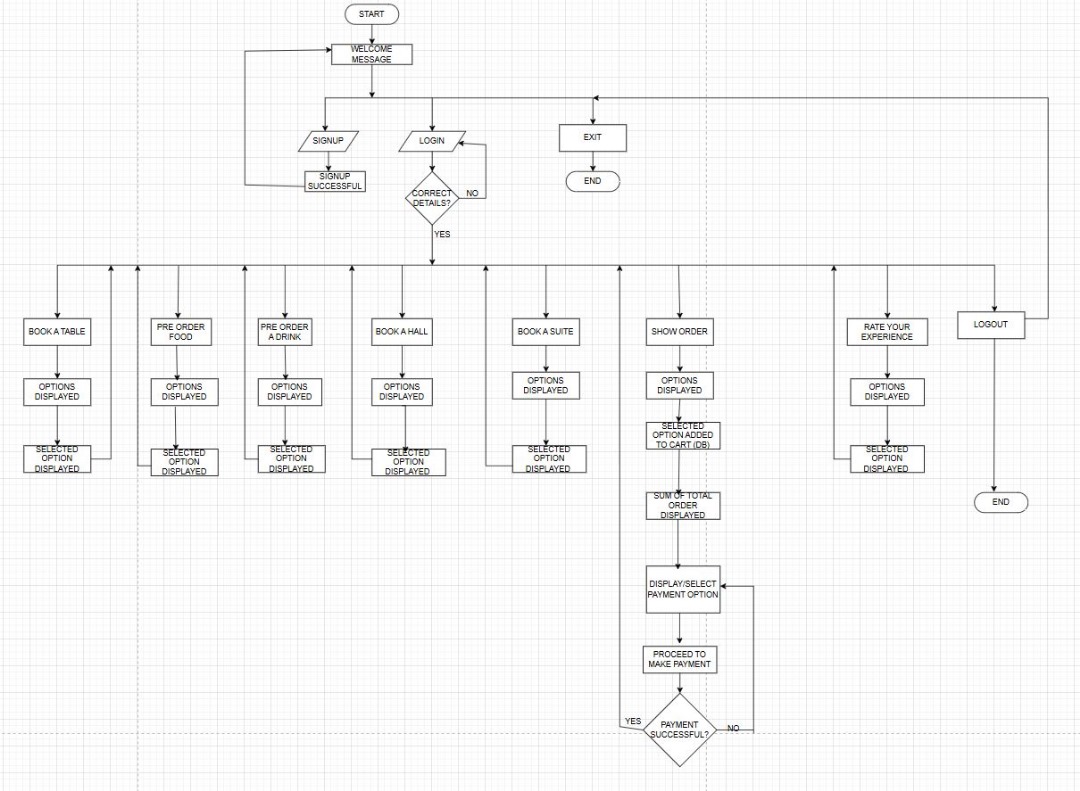 START
WELCOME
MESSAGE
SIGNUP
LOGIN
EXIT
SIGNUP
SUCCESSFUL
CORRECT
DETAILS?
NO
END
YES
BOOK A TABLE
PRE ORDER
FOOD
PRE ORDER
A DRINK
BOOK A HALL
BOOK A SUITE
SHOW ORDER
RATE YOUR
EXPERIENCE
LOGOUT
OPTIONS
DISPLAYED
OPTIONS
DISPLAYED
OPTIONS
DISPLAYED
OPTIONS
DISPLAYED
OPTIONS
DISPLAYED
OPTIONS
DISPLAYED
OPTIONS
DISPLAYED
SELECTED
OPTION
DISPLAYED
SELECTED
OPTION
DISPLAYED
SELECTED
OPTION
DISPLAYED
SELECTED
OPTION
DISPLAYED
SELECTED
OPTION
DISPLAYED
SELECTED
OPTION ADDED
TO CART (DB)
SELECTED
OPTION
DISPLAYED
SUM OF TOTAL
ORDER
DISPLAYED
END
DISPLAY/SELECT
PAYMENT OPTION
PROCEED TO
MAKE PAYMENT
YES
PAYMENT
SUCCESSFUL?
NO